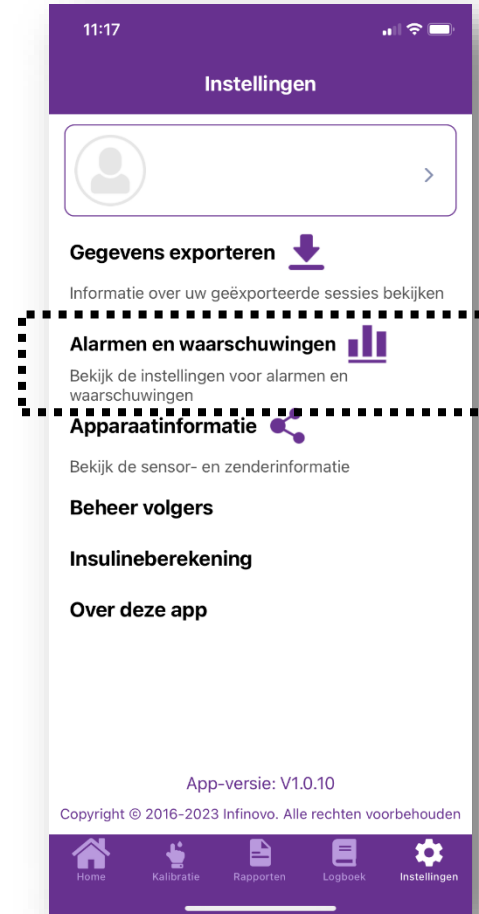 11:17
Instellingen
Gegevens exporteren
Informatie over uw geëxporteerde sessies bekijken
Alarmen en waarschuwingen
Bekijk de instellingen voor alarmen en
waarschuwingen
Apparaatinformatie
Bekijk de sensor- en zenderinformatie
Beheer volgers
Insulineberekening
Over deze app
App-versie: V1.0.10
Copyright © 2016-2023 Infinovo. Alle rechten voorbehouden
Home Kalibratie Rapporten Logboek Instellingen